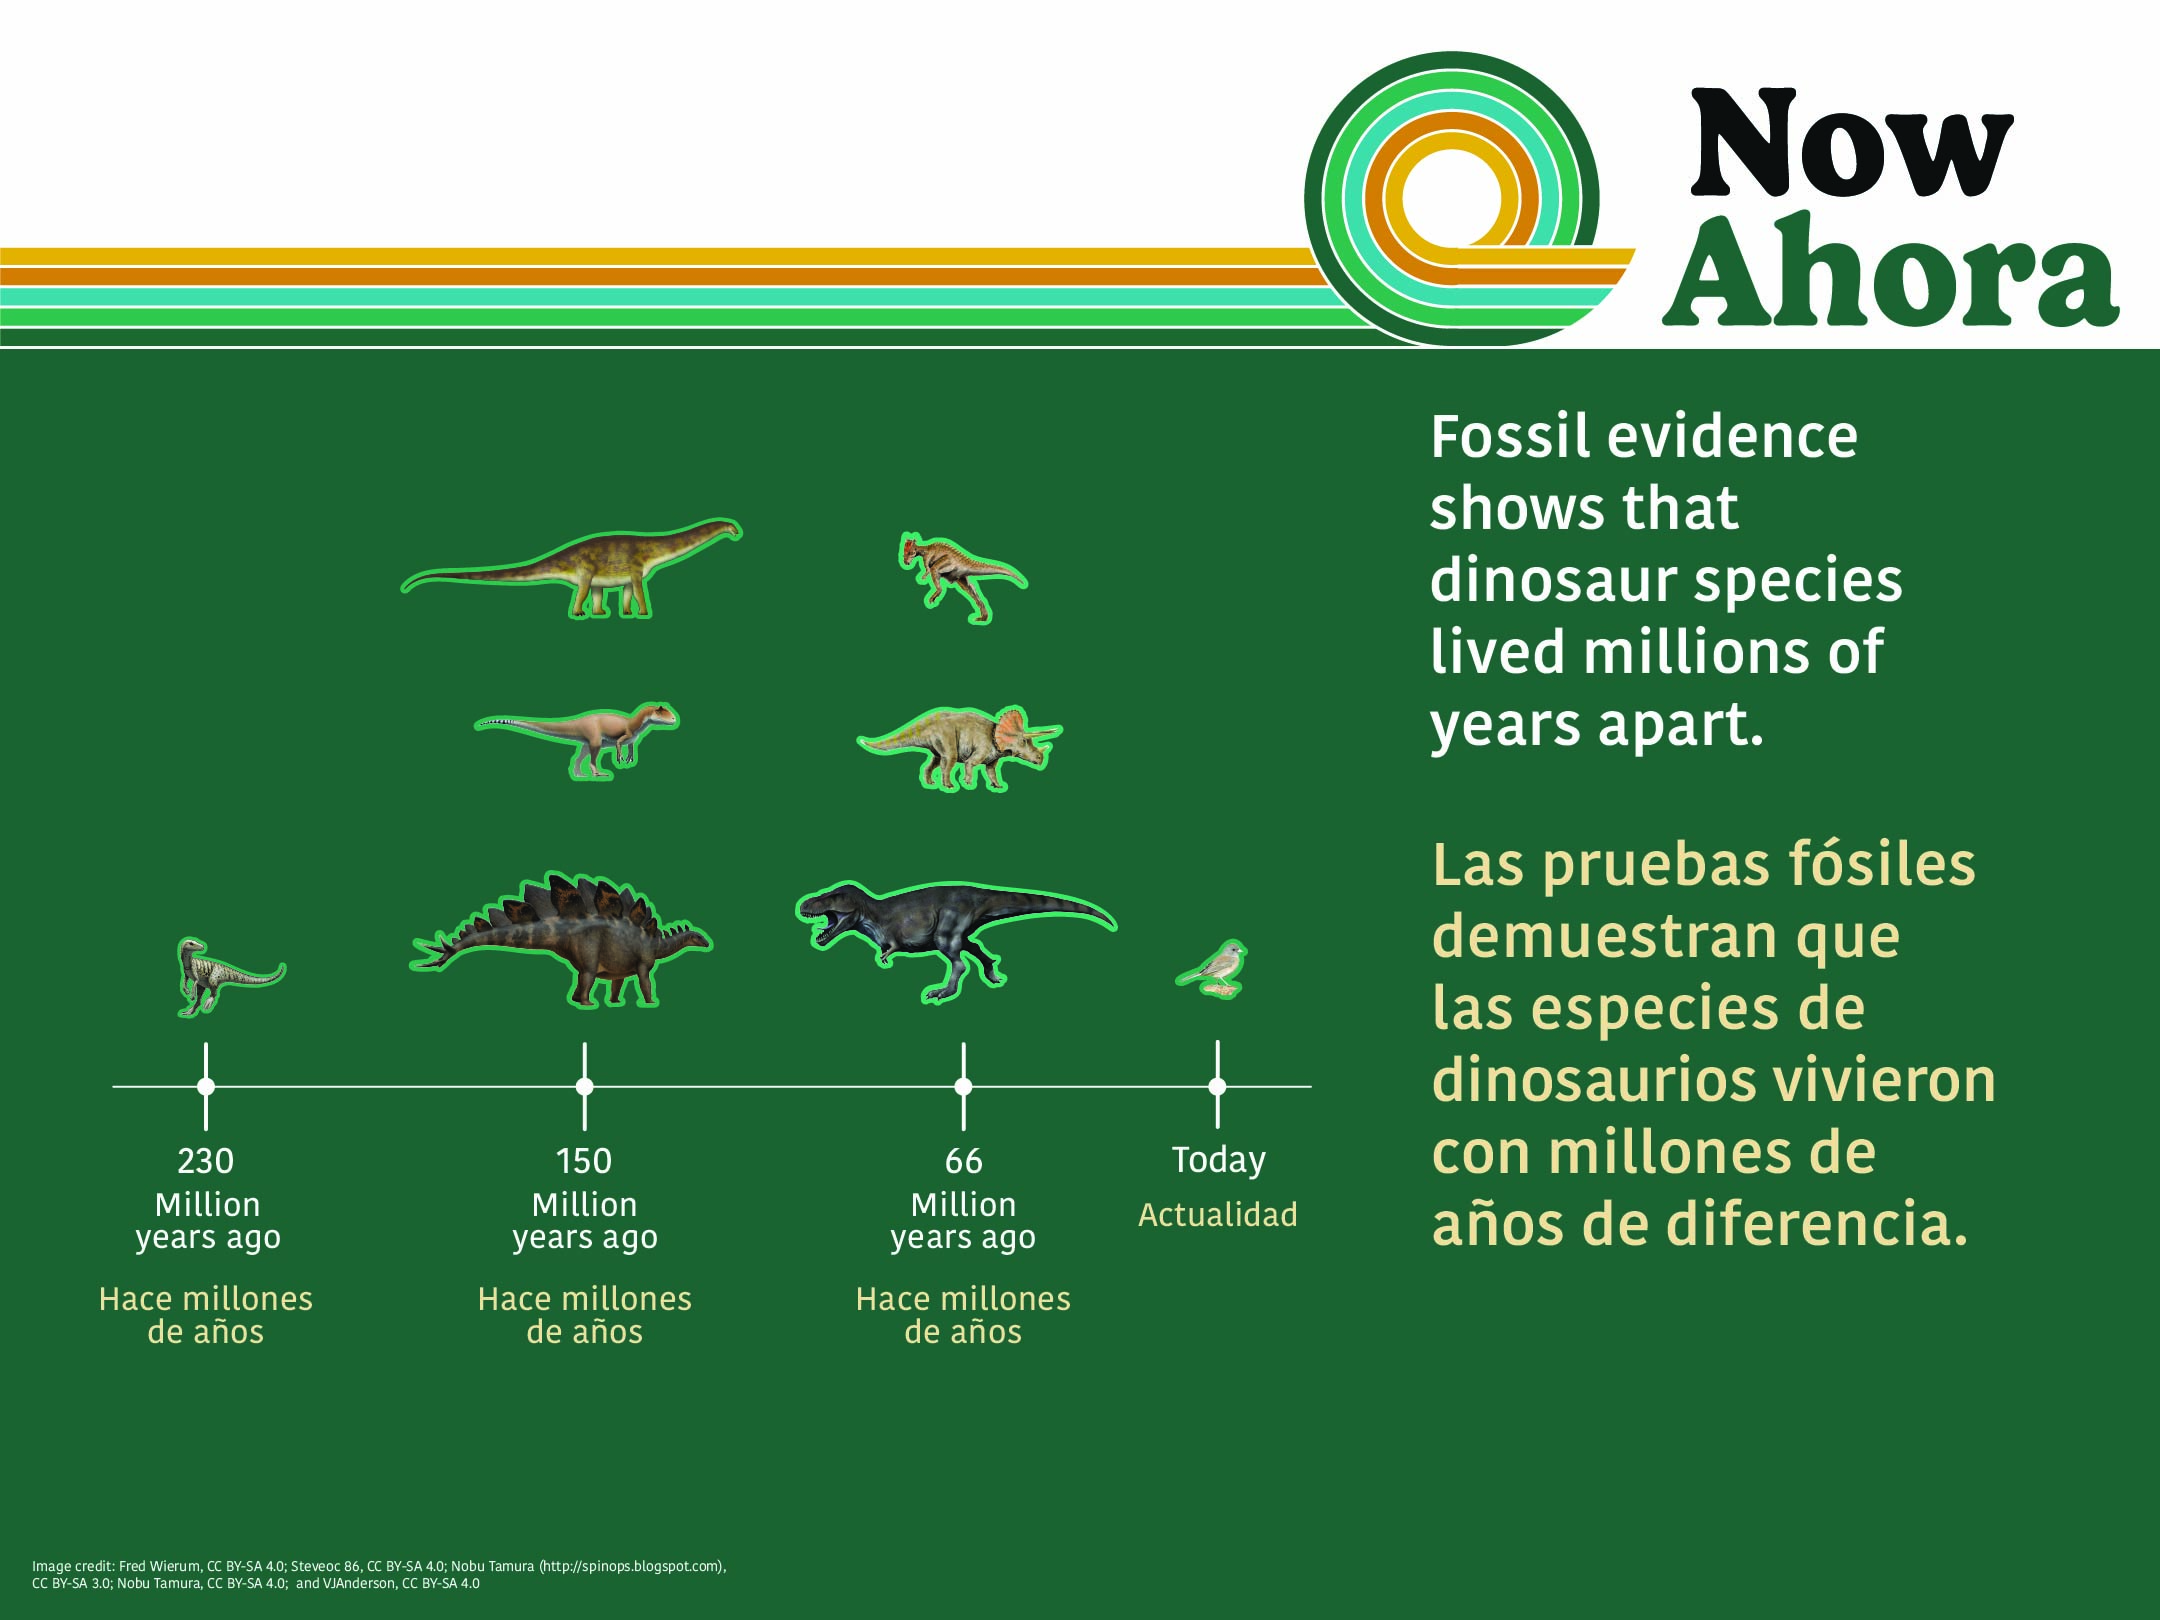 Now
Ahora
Fossil evidence
shows that
dinosaur species
lived millions of
years apart.
Las pruebas fósiles
demuestran que
las especies de
dinosaurios vivieron
con millones de
años de diferencia.
230
Million
years ago
Hace millones
de años
150
Million
years ago
Hace millones
de años
66
Million
years ago
Hace millones
de años
Today
Actualidad
Image credit: Fred Wierum, CC BY-SA 4.0; Steveoc 86, CC BY-SA 4.0; Nobu Tamura (http://spinops.blogspot.com),
CC BY-SA 3.0; Nobu Tamura, CC BY-SA 4.0; and VJAnderson, CC BY-SA 4.0